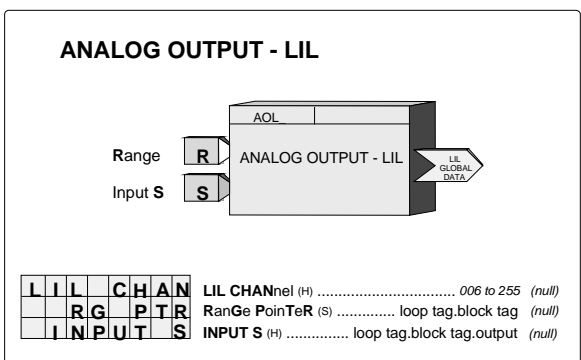 ANALOG OUTPUT - LIL
AOL_
Range R
ANALOG OUTPUT - LIL
LIL
GLOBAL
DATA
Input S S
LIL CHAN LIL CHANnel (H) .................................. 006 to 255 (null)
RG PTR RanGe PoinTeR (S) .............. loop tag.block tag (null)
INPUT S INPUT S (H) ............... loop tag.block tag.output (null)